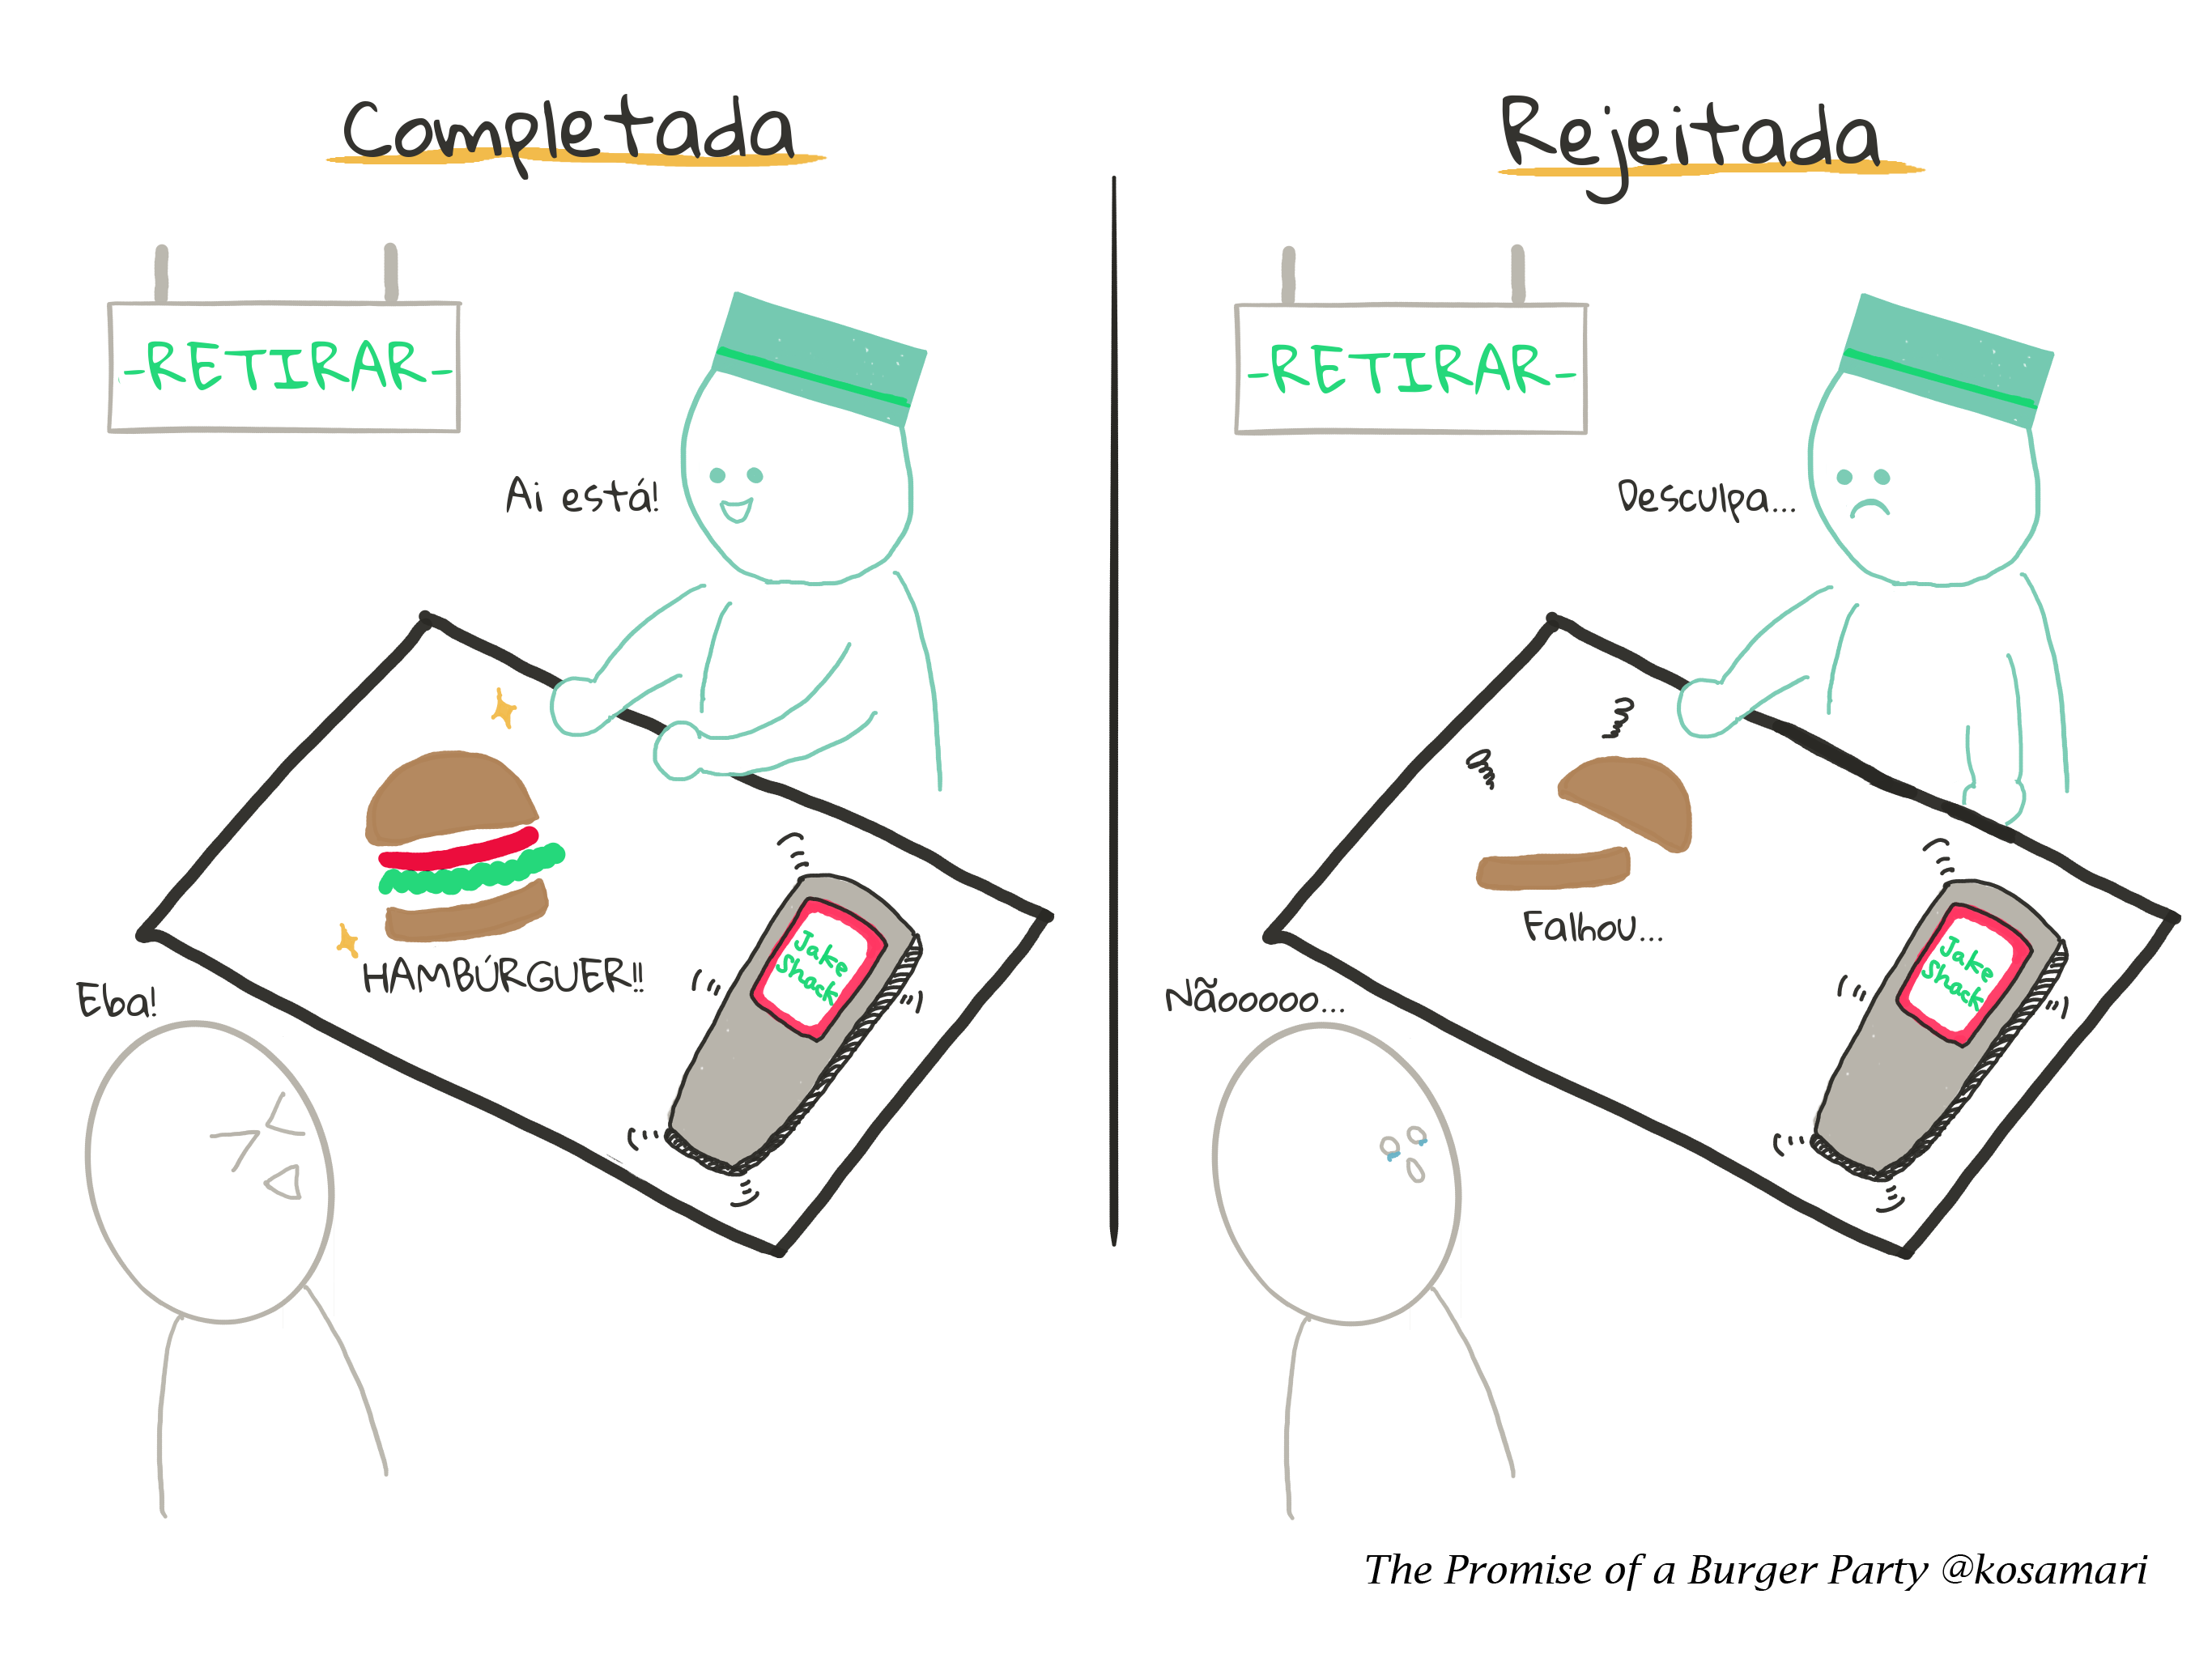 Completada
-RETIRAR-
Ai está!
HAMBÚRGUER!!
Eba!
Jake
Shack
Rejeitada
-RETIRAR-
Desculpa...
Falhou...
Nãooooo...
Jake
Shack
The Promise of a Burger Party @kosamari